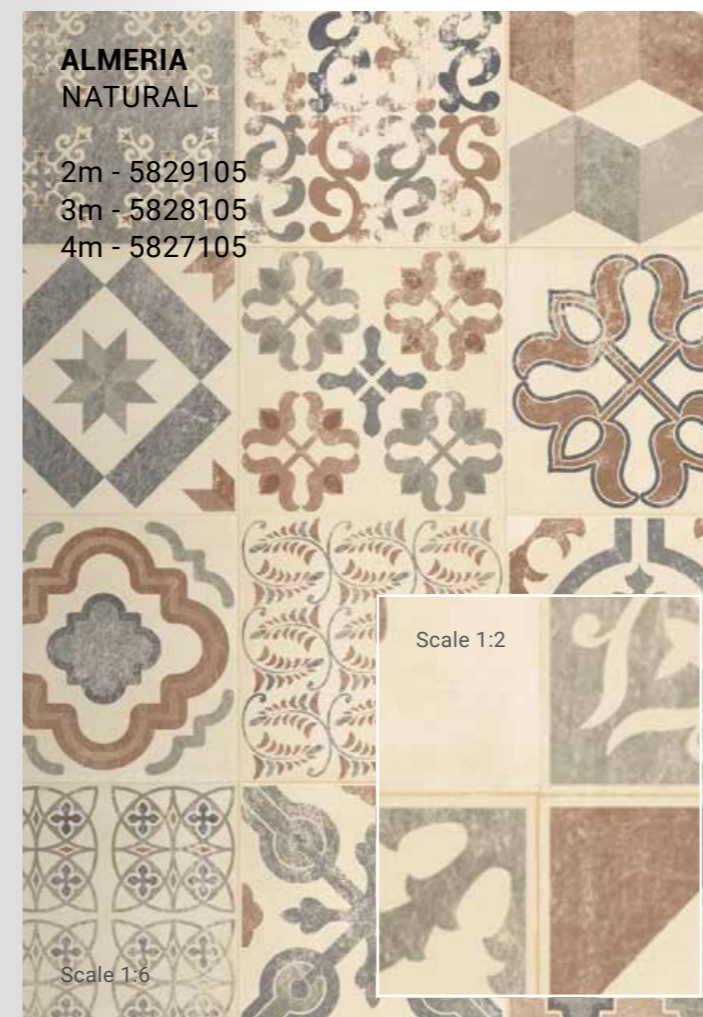 ALMERIA
NATURAL
2m - 5829105
3m - 5828105
4m - 5827105
Scale 1:2
Scale 1:6